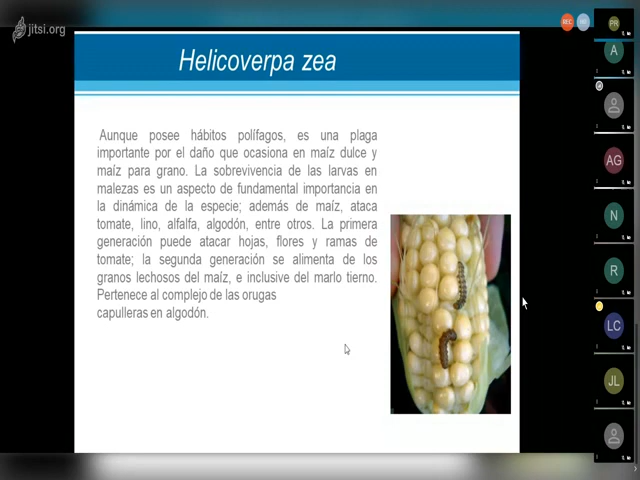 jitsi.org
REC
PR
Helicoverpa zea
A
Aunque posee hábitos polífagos, es una plaga
importante por el daño que ocasiona en maíz dulce y
maíz para grano. La sobrevivencia de las larvas en
malezas es un aspecto de fundamental importancia en
la dinámica de la especie; además de maíz, ataca
tomate, lino, alfalfa, algodón, entre otros. La primera
generación puede atacar hojas, flores y ramas de
tomate; la segunda generación se alimenta de los
granos lechosos del maíz, e inclusive del marlo tierno.
Pertenece al complejo de las orugas
capulleras en algodón.
AG
N
R
LC
JL